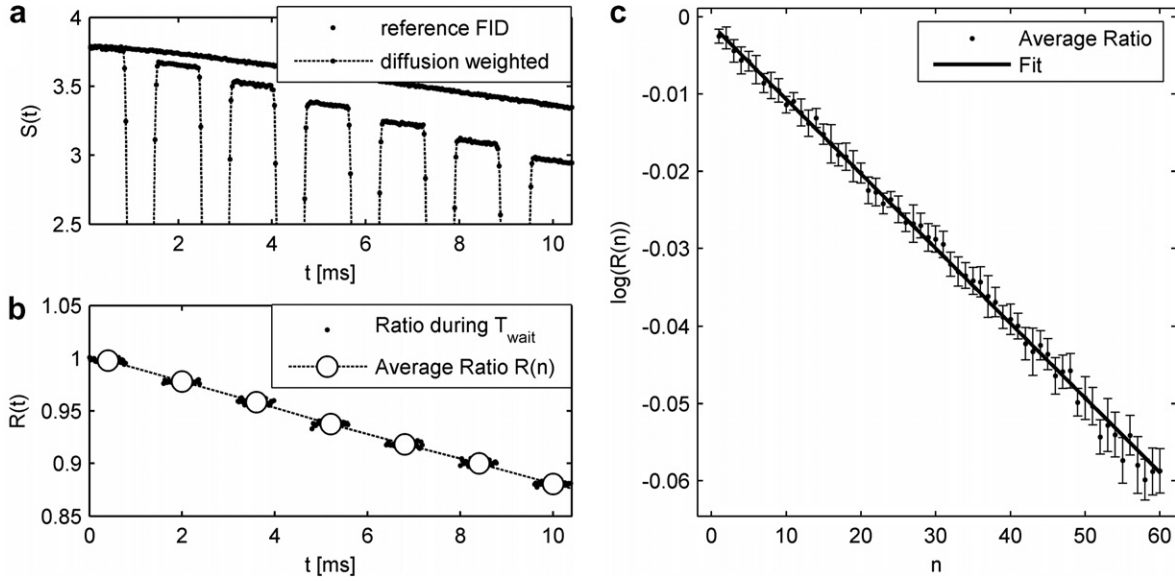 a
4
3.5
3
2.5
S(t)
reference FID
diffusion weighted
2 4 6 8 10
t [ms]
b
1.05
1
0.95
0.9
0.85
R(t)
Ratio during T_wait
Average Ratio R(n)
0 2 4 6 8 10
t [ms]
c
0
-0.01
-0.02
-0.03
-0.04
-0.05
-0.06
log(R(n))
Average Ratio
Fit
0 10 20 30 40 50 60
n